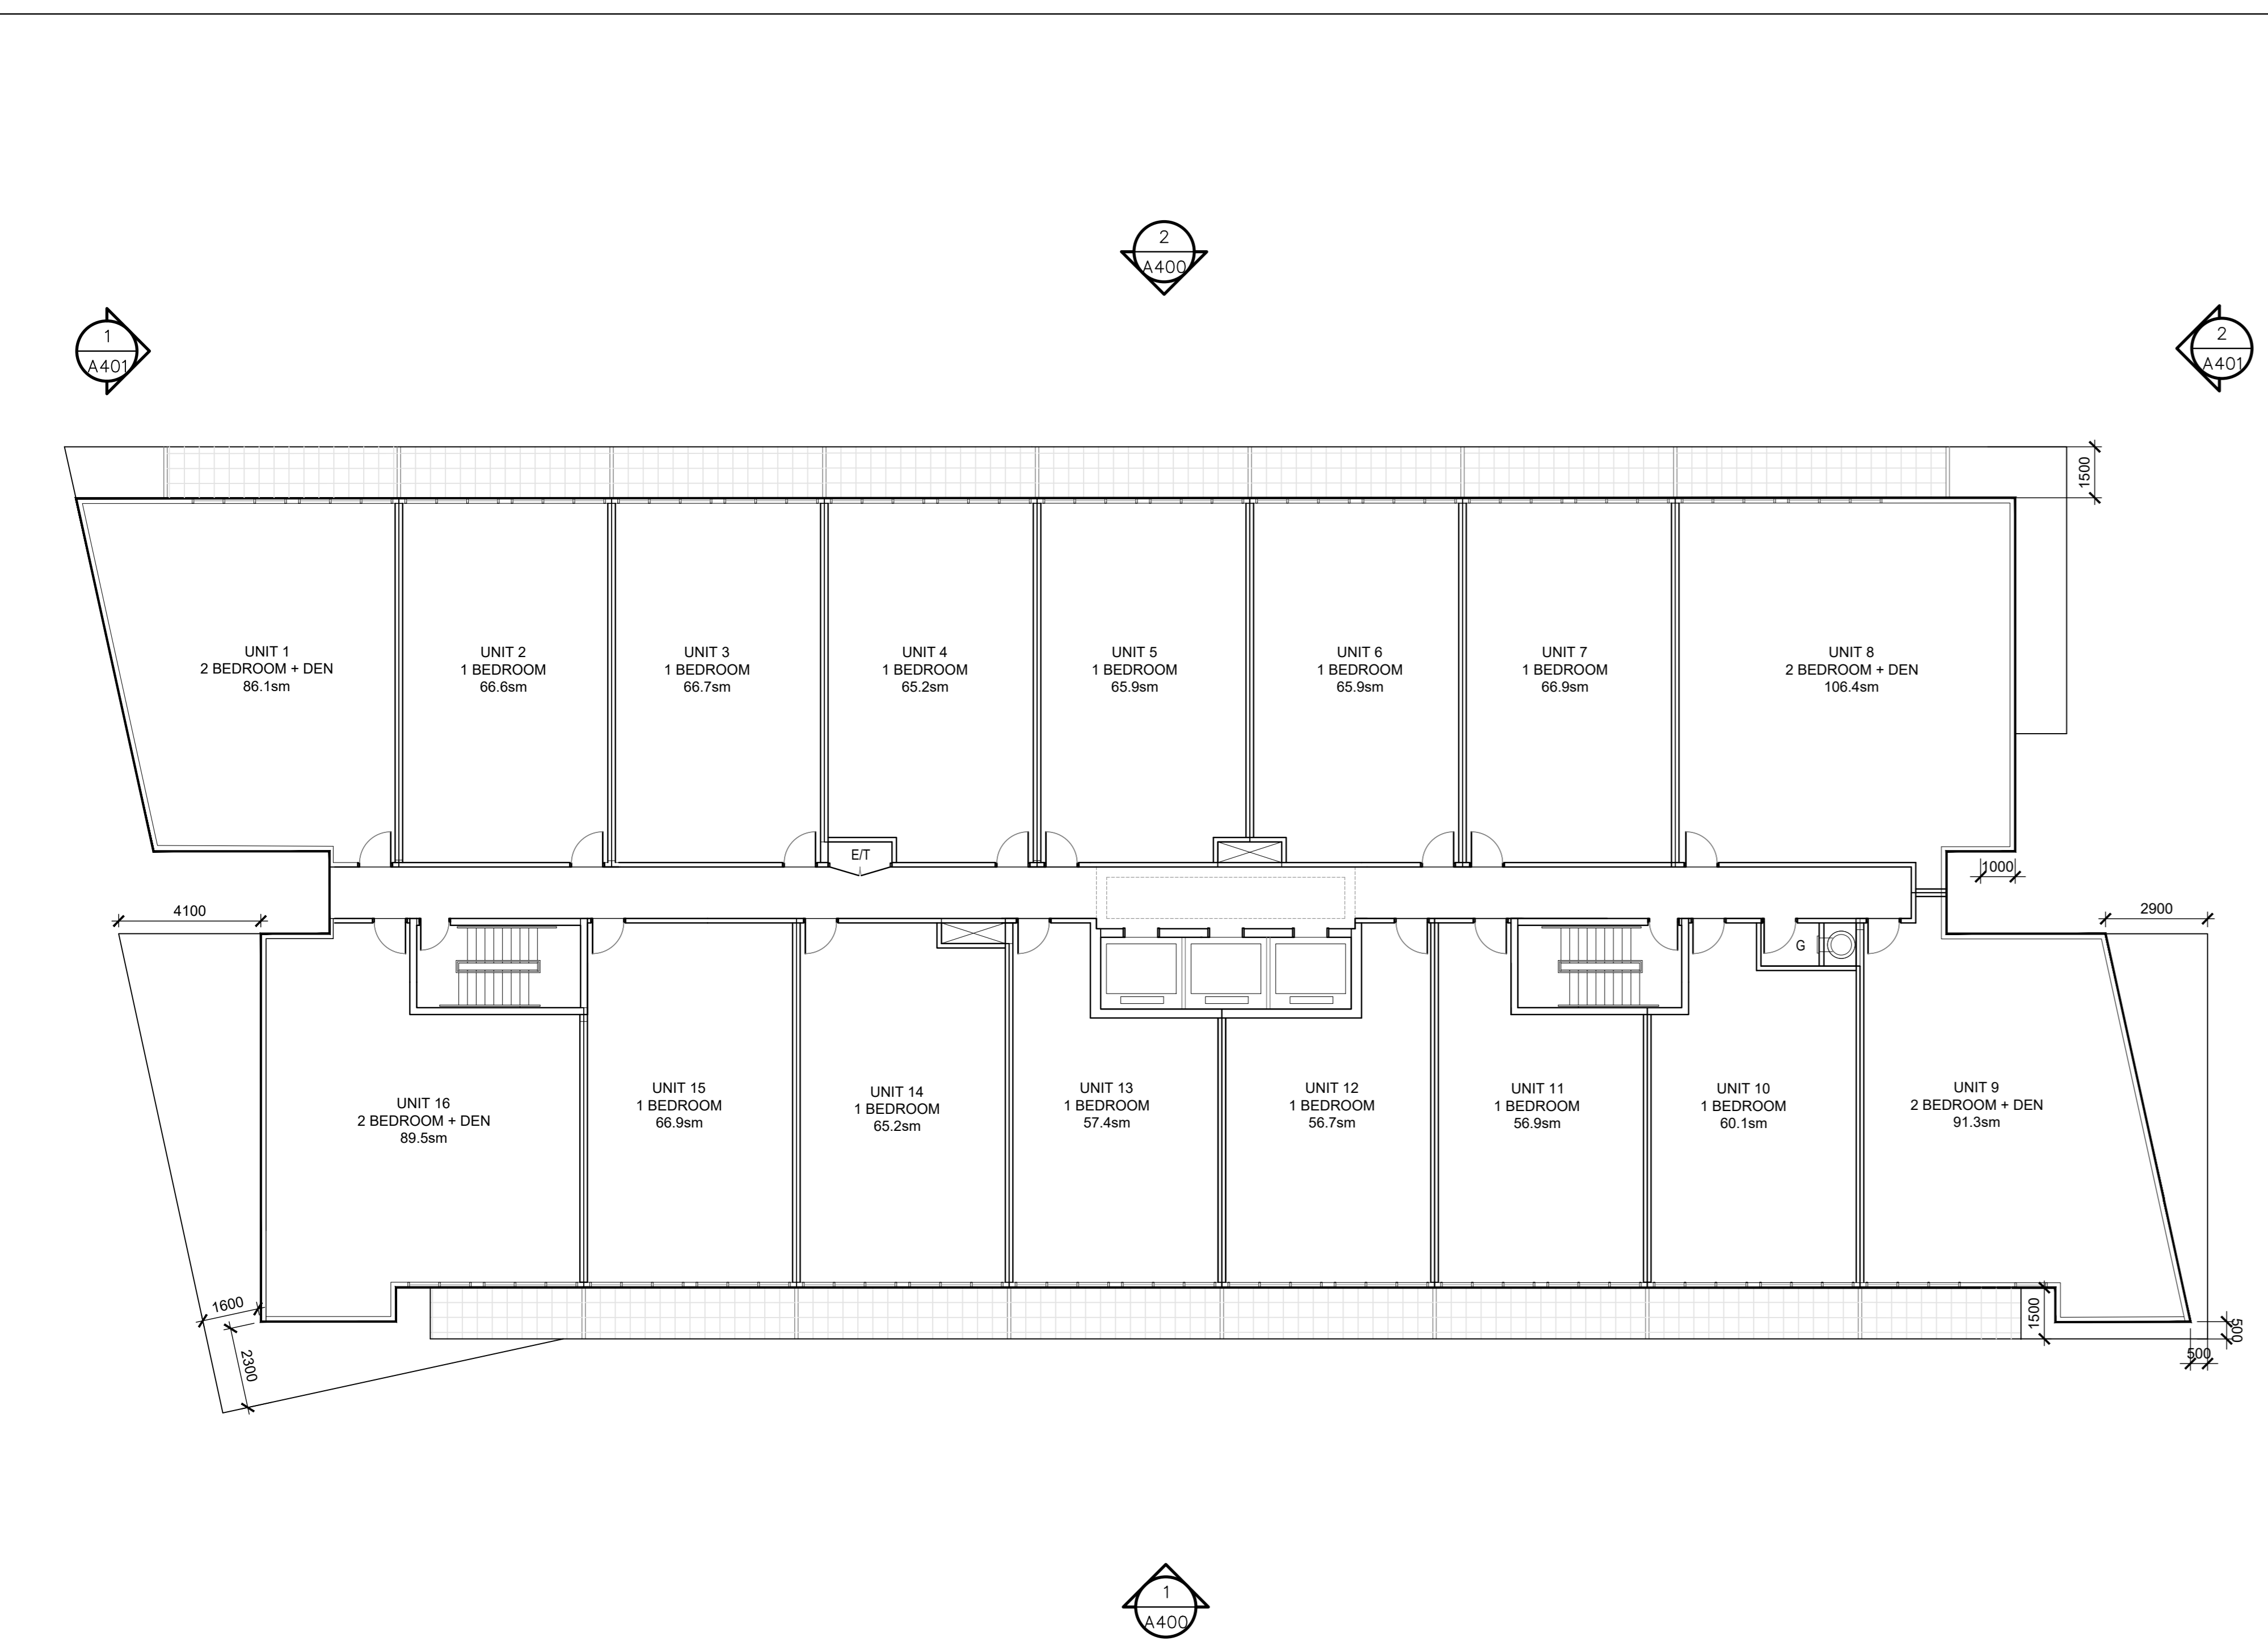 2
A400
1
A401
2
A401
1500
UNIT 1
2 BEDROOM + DEN
86.1sm
UNIT 2
1 BEDROOM
66.6sm
UNIT 3
1 BEDROOM
66.7sm
UNIT 4
1 BEDROOM
65.2sm
UNIT 5
1 BEDROOM
65.9sm
UNIT 6
1 BEDROOM
65.9sm
UNIT 7
1 BEDROOM
66.9sm
UNIT 8
2 BEDROOM + DEN
106.4sm
E/T
1000
4100
2900
G
UNIT 16
2 BEDROOM + DEN
89.5sm
UNIT 15
1 BEDROOM
66.9sm
UNIT 14
1 BEDROOM
65.2sm
UNIT 13
1 BEDROOM
57.4sm
UNIT 12
1 BEDROOM
56.7sm
UNIT 11
1 BEDROOM
56.9sm
UNIT 10
1 BEDROOM
60.1sm
UNIT 9
2 BEDROOM + DEN
91.3sm
1600
2300
1500
500
500
1
A400